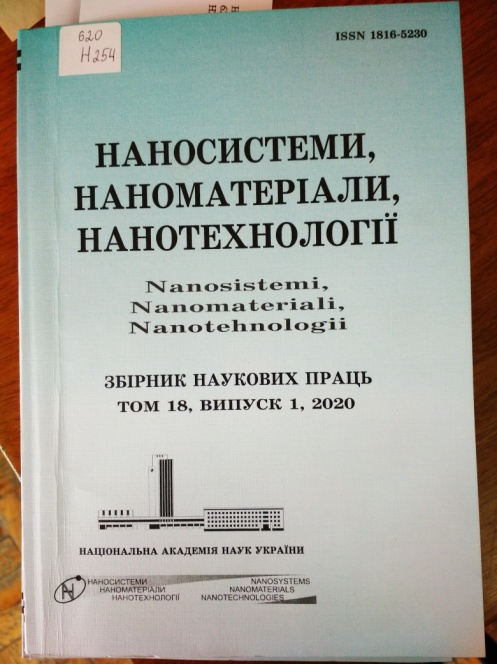 620
Н254
ISSN 1816-5230
НАНОСИСТЕМИ,
НАНОМАТЕРІАЛИ,
НАНОТЕХНОЛОГІЇ
Nanosistemi,
Nanomateriali,
Nanotehnologii
ЗБІРНИК НАУКОВИХ ПРАЦЬ
ТОМ 18, ВИПУСК 1, 2020
НАЦІОНАЛЬНА АКАДЕМІЯ НАУК УКРАЇНИ
НАНОСИСТЕМИ
НАНОМАТЕРІАЛИ
НАНОТЕХНОЛОГІЇ
NANOSYSTEMS
NANOMATERIALS
NANOTECHNOLOGIES